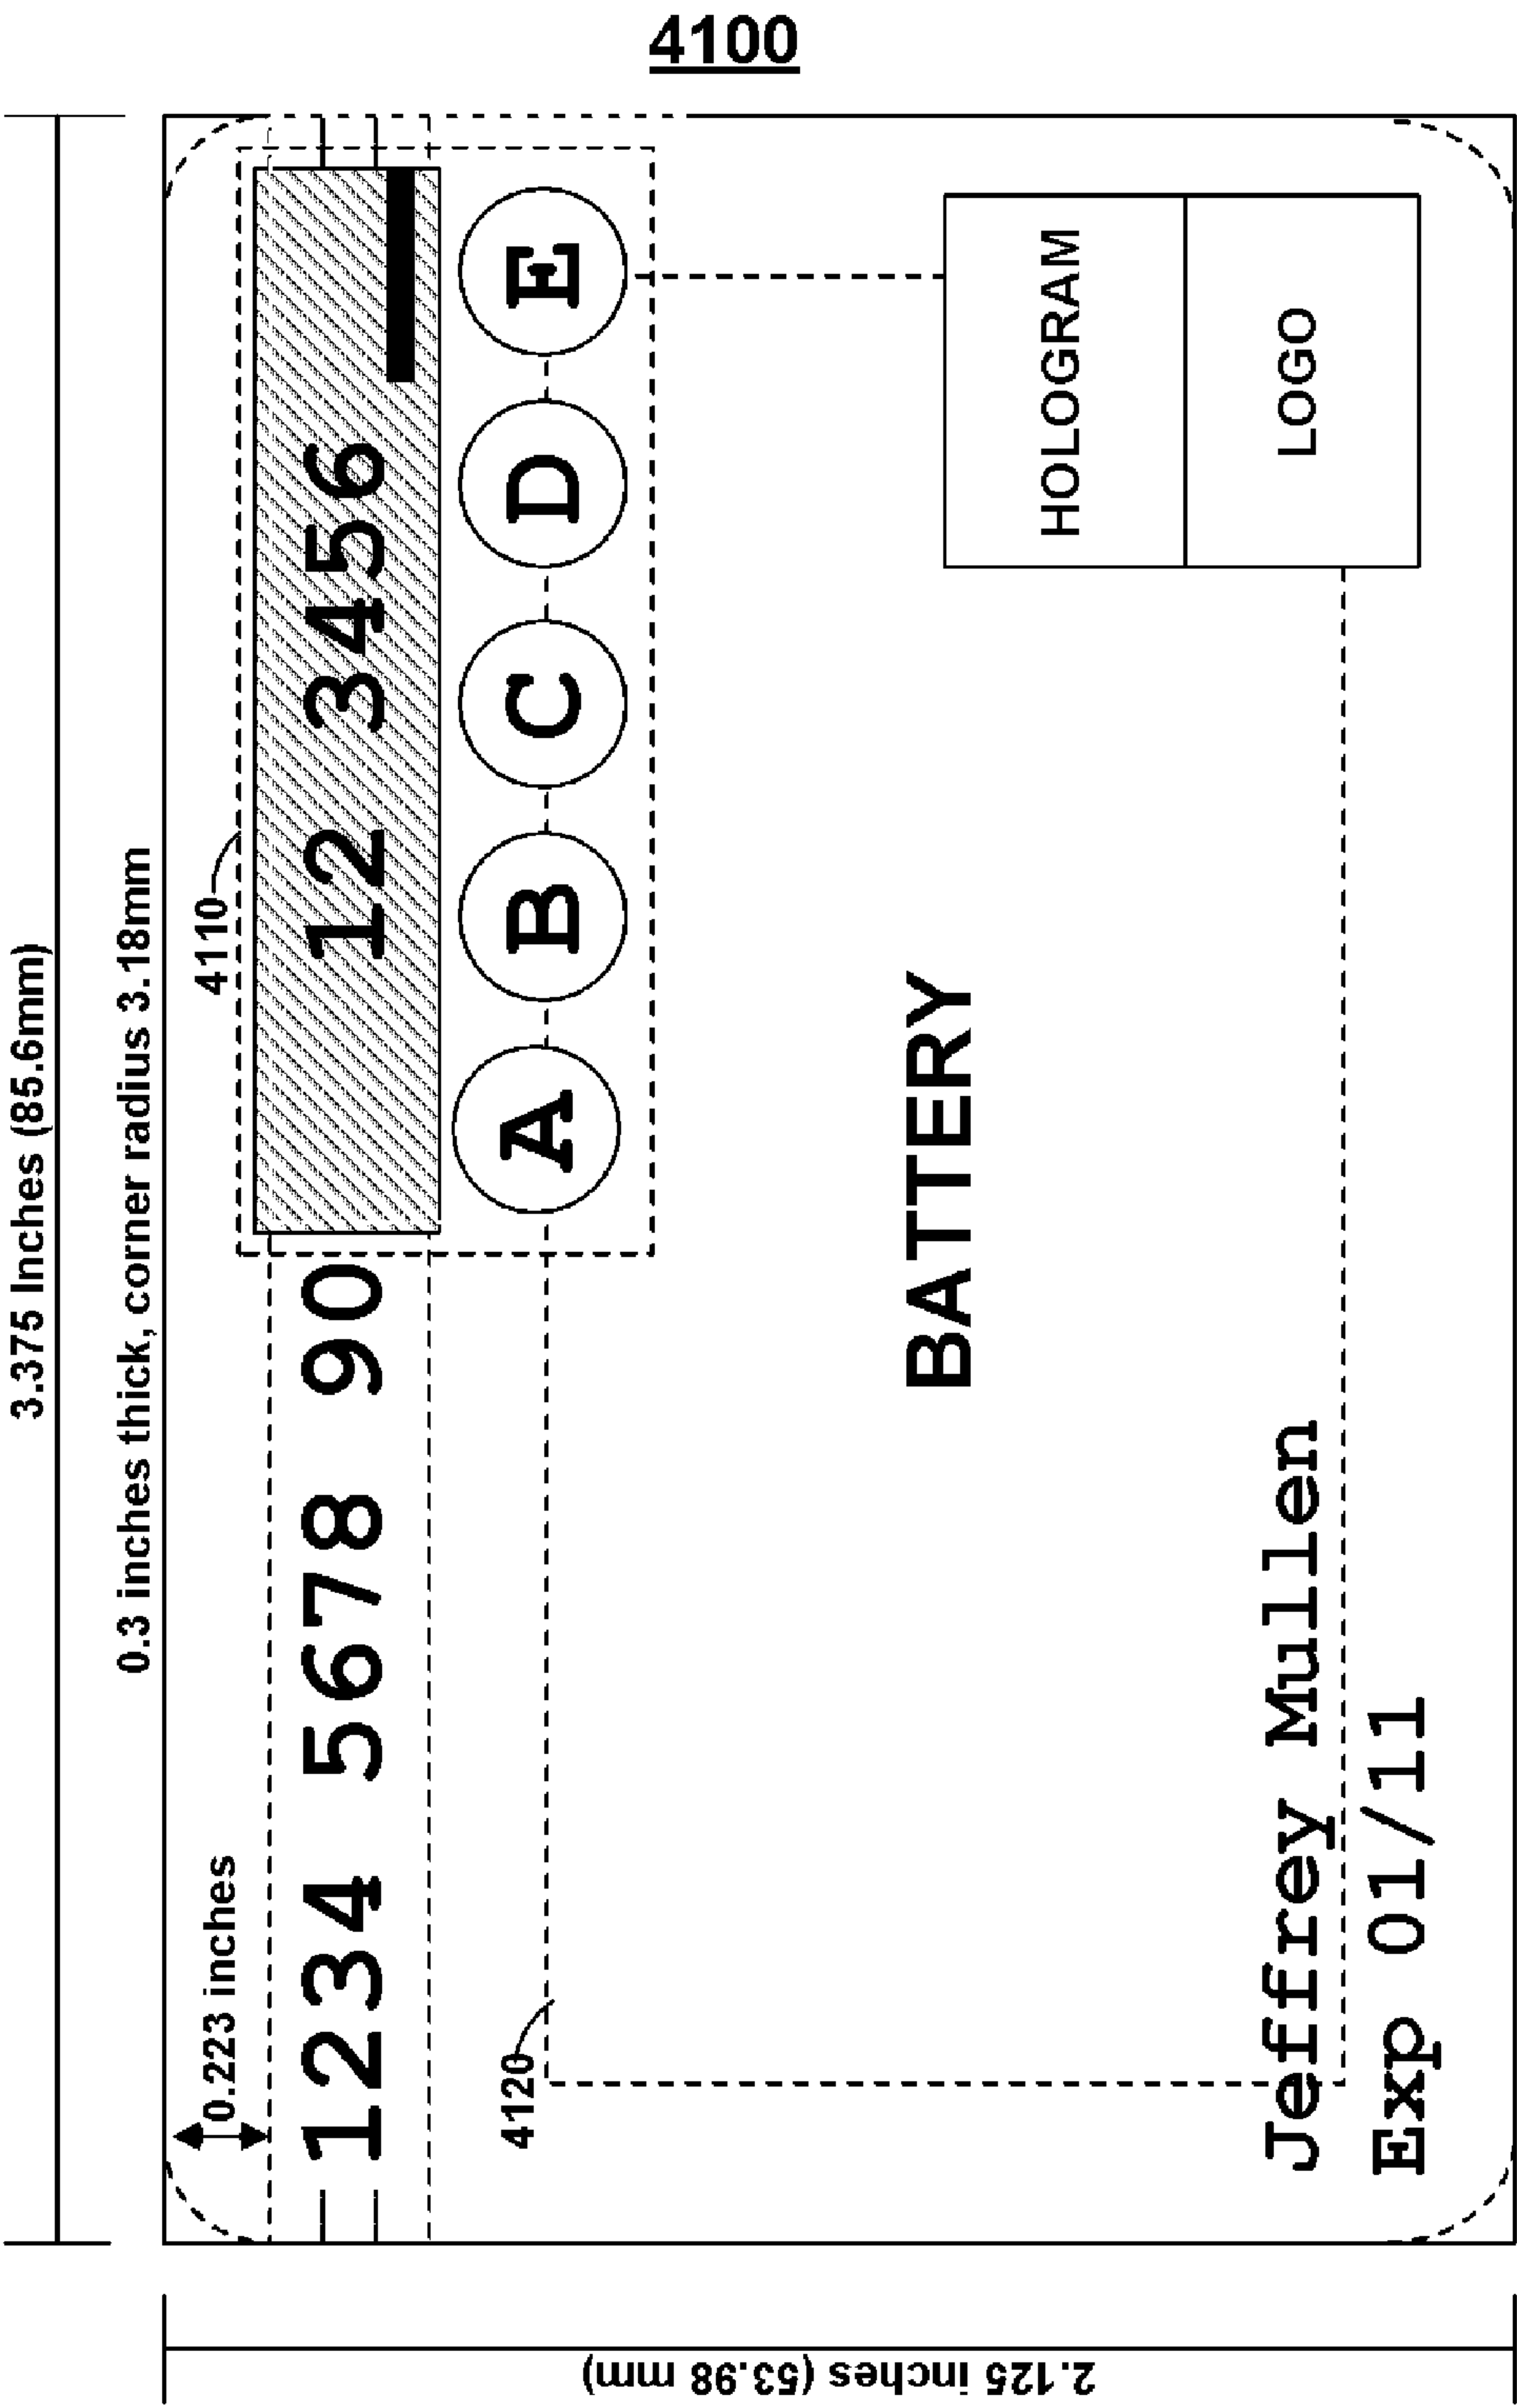 4100
3.375 Inches (85.6mm)
0.3 inches thick, corner radius 3.18mm
0.223 inches
4110
1234 5678 90 12 3456
4120
A B C D E
BATTERY
HOLOGRAM
LOGO
Jeffrey Mullen
Exp 01/11
2.125 inches (53.98 mm)